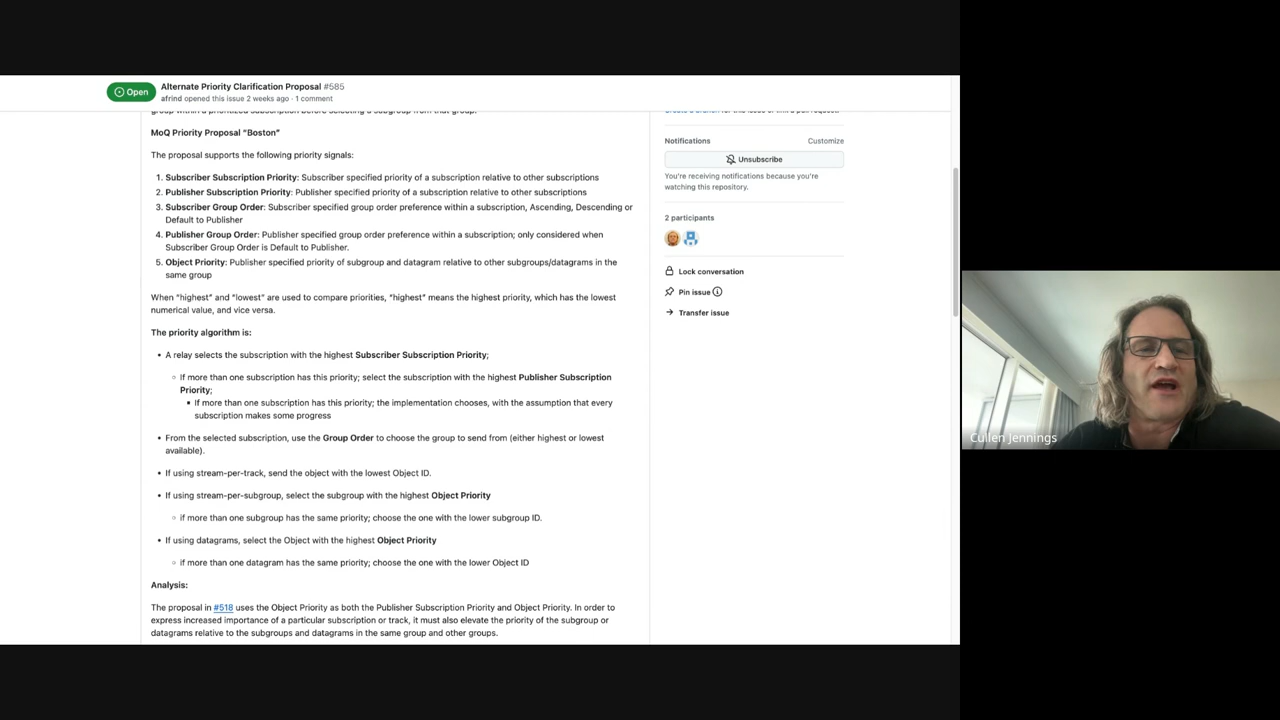 Open
Alternate Priority Clarification Proposal #585
afrind opened this issue 2 weeks ago · 1 comment
MoQ Priority Proposal "Boston"
The proposal supports the following priority signals:
1. Subscriber Subscription Priority: Subscriber specified priority of a subscription relative to other subscriptions
2. Publisher Subscription Priority: Publisher specified priority of a subscription relative to other subscriptions
3. Subscriber Group Order: Subscriber specified group order preference within a subscription, Ascending, Descending or
Default to Publisher
4. Publisher Group Order: Publisher specified group order preference within a subscription; only considered when
Subscriber Group Order is Default to Publisher.
5. Object Priority: Publisher specified priority of subgroup and datagram relative to other subgroups/datagrams in the
same group
When "highest" and "lowest" are used to compare priorities, "highest" means the highest priority, which has the lowest
numerical value, and vice versa.
The priority algorithm is:
• A relay selects the subscription with the highest Subscriber Subscription Priority;
◦ If more than one subscription has this priority; select the subscription with the highest Publisher Subscription
Priority;
▪ If more than one subscription has this priority; the implementation chooses, with the assumption that every
subscription makes some progress
• From the selected subscription, use the Group Order to choose the group to send from (either highest or lowest
available).
• If using stream-per-track, send the object with the lowest Object ID.
• If using stream-per-subgroup, select the subgroup with the highest Object Priority
◦ if more than one subgroup has the same priority; choose the one with the lower subgroup ID.
• If using datagrams, select the Object with the highest Object Priority
◦ if more than one datagram has the same priority; choose the one with the lower Object ID
Analysis:
The proposal in #518 uses the Object Priority as both the Publisher Subscription Priority and Object Priority. In order to
express increased importance of a particular subscription or track, it must also elevate the priority of the subgroup or
datagrams relative to the subgroups and datagrams in the same group and other groups.
Notifications
Customize
Unsubscribe
You're receiving notifications because you're
watching this repository.
2 participants
Lock conversation
Pin issue
Transfer issue
Cullen Jennings